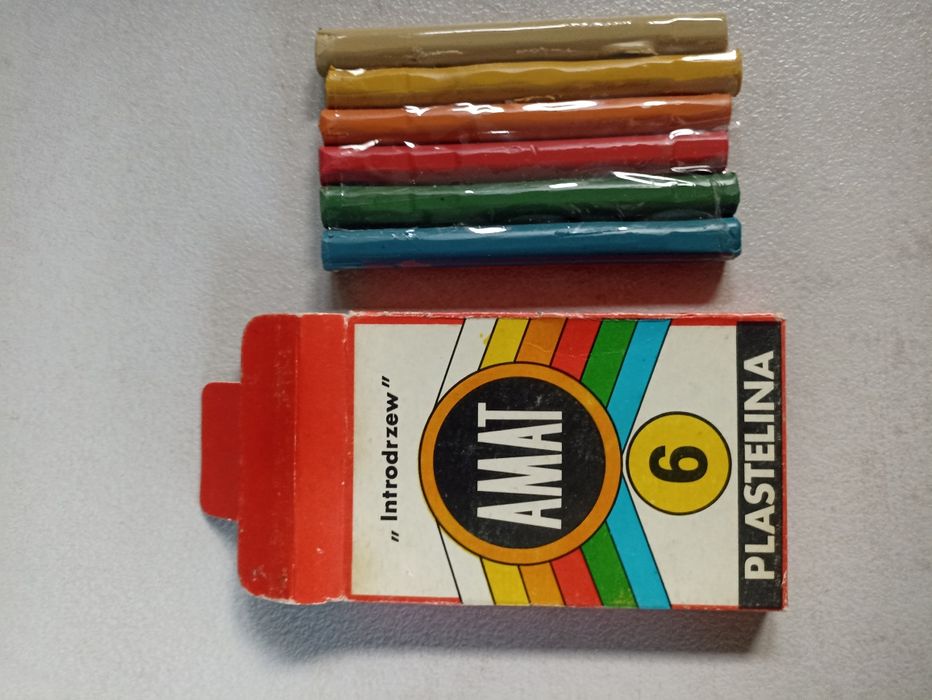 „Introdrzew”
AMAT
6
PLASTELINA